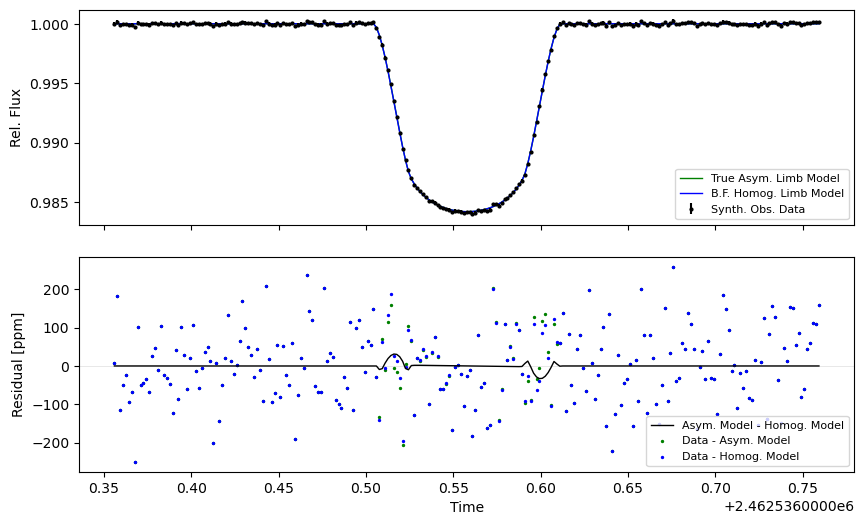 1.000
0.995
0.990
0.985
Rel. Flux
True Asym. Limb Model
B.F. Homog. Limb Model
Synth. Obs. Data
200
100
0
−100
−200
Residual [ppm]
Asym. Model - Homog. Model
Data - Asym. Model
Data - Homog. Model
0.35 0.40 0.45 0.50 0.55 0.60 0.65 0.70 0.75
Time
+2.4625360000e6